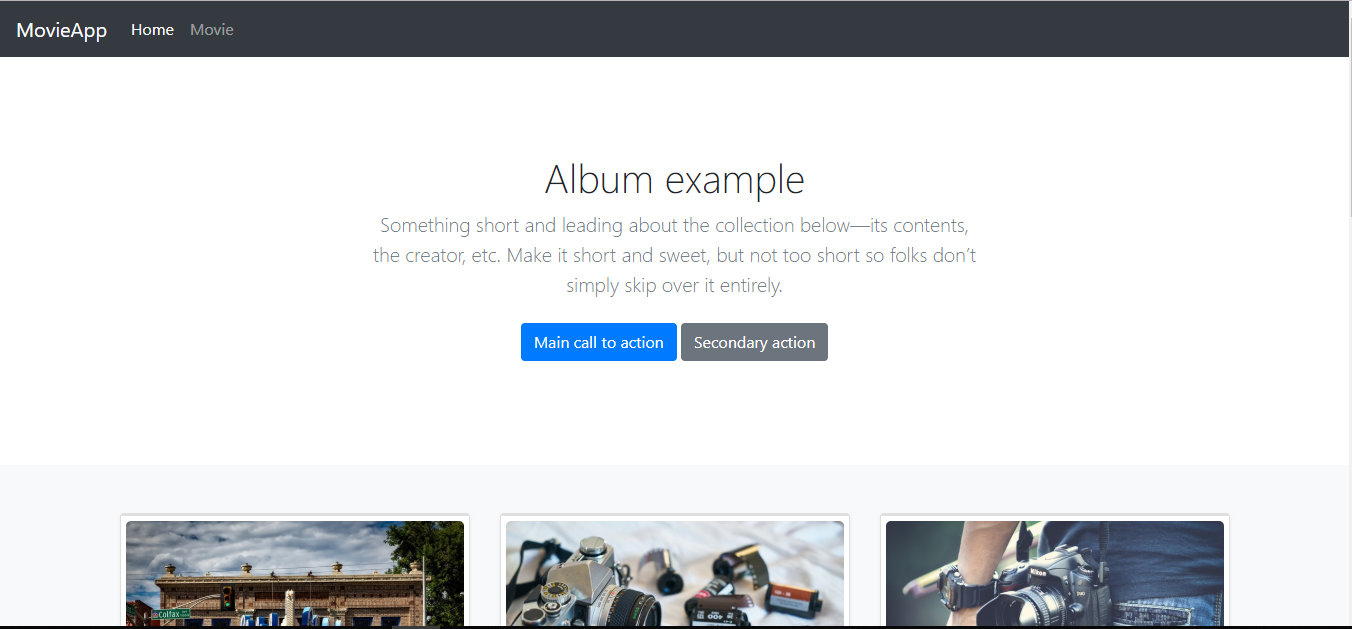 MovieApp Home Movie
Album example
Something short and leading about the collection below—its contents,
the creator, etc. Make it short and sweet, but not too short so folks don’t
simply skip over it entirely.
Main call to action Secondary action
Colfax
Nikon